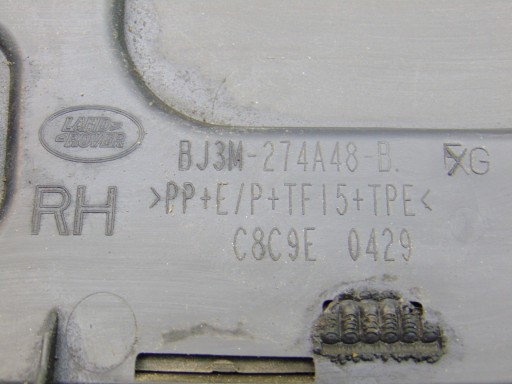 LAND-
-ROVER
BJ3M-274A48-B. FXG
RH >PP+E/P+TF15+TPE<
C8C9E 0429